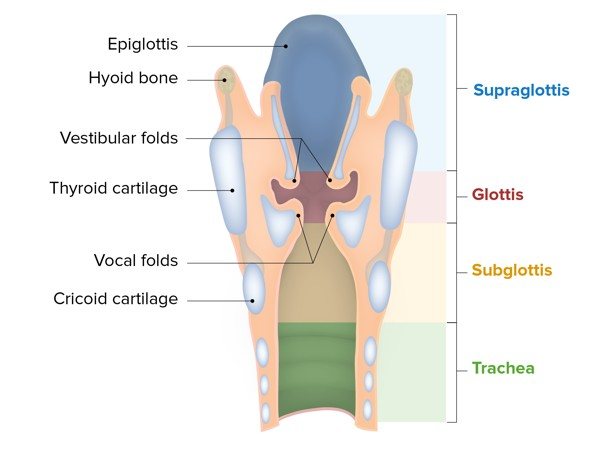 Epiglottis
Hyoid bone
Supraglottis
Vestibular folds
Thyroid cartilage
Glottis
Vocal folds
Subglottis
Cricoid cartilage
Trachea